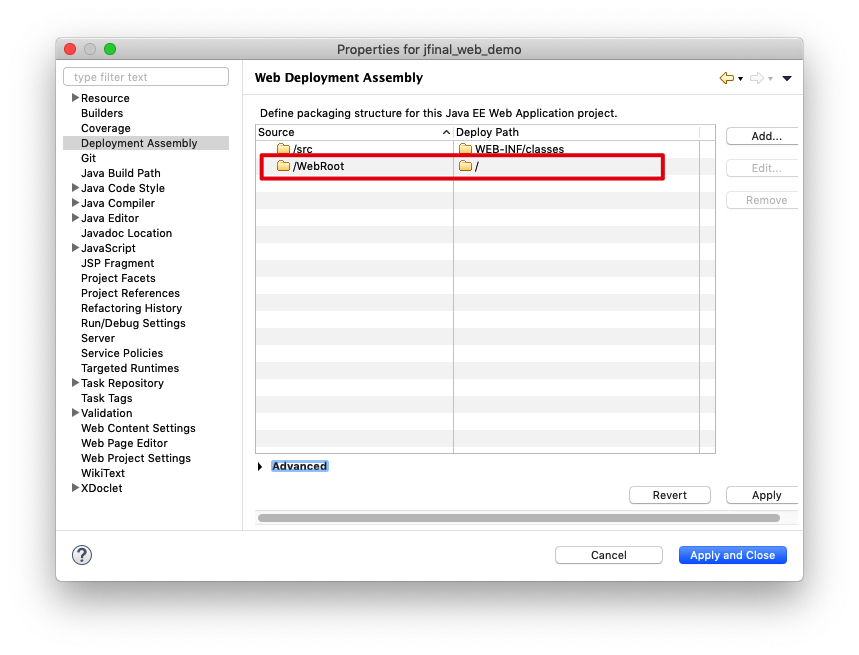 Properties for jfinal_web_demo
type filter text
Resource
Builders
Coverage
Deployment Assembly
Git
Java Build Path
Java Code Style
Java Compiler
Java Editor
Javadoc Location
JavaScript
JSP Fragment
Project Facets
Project References
Refactoring History
Run/Debug Settings
Server
Service Policies
Targeted Runtimes
Task Repository
Task Tags
Validation
Web Content Settings
Web Page Editor
Web Project Settings
WikiText
XDoclet
Web Deployment Assembly
Define packaging structure for this Java EE Web Application project.
Source Deploy Path
/src WEB-INF/classes
/WebRoot /
Add...
Edit...
Remove
Advanced
Revert Apply
? Cancel Apply and Close